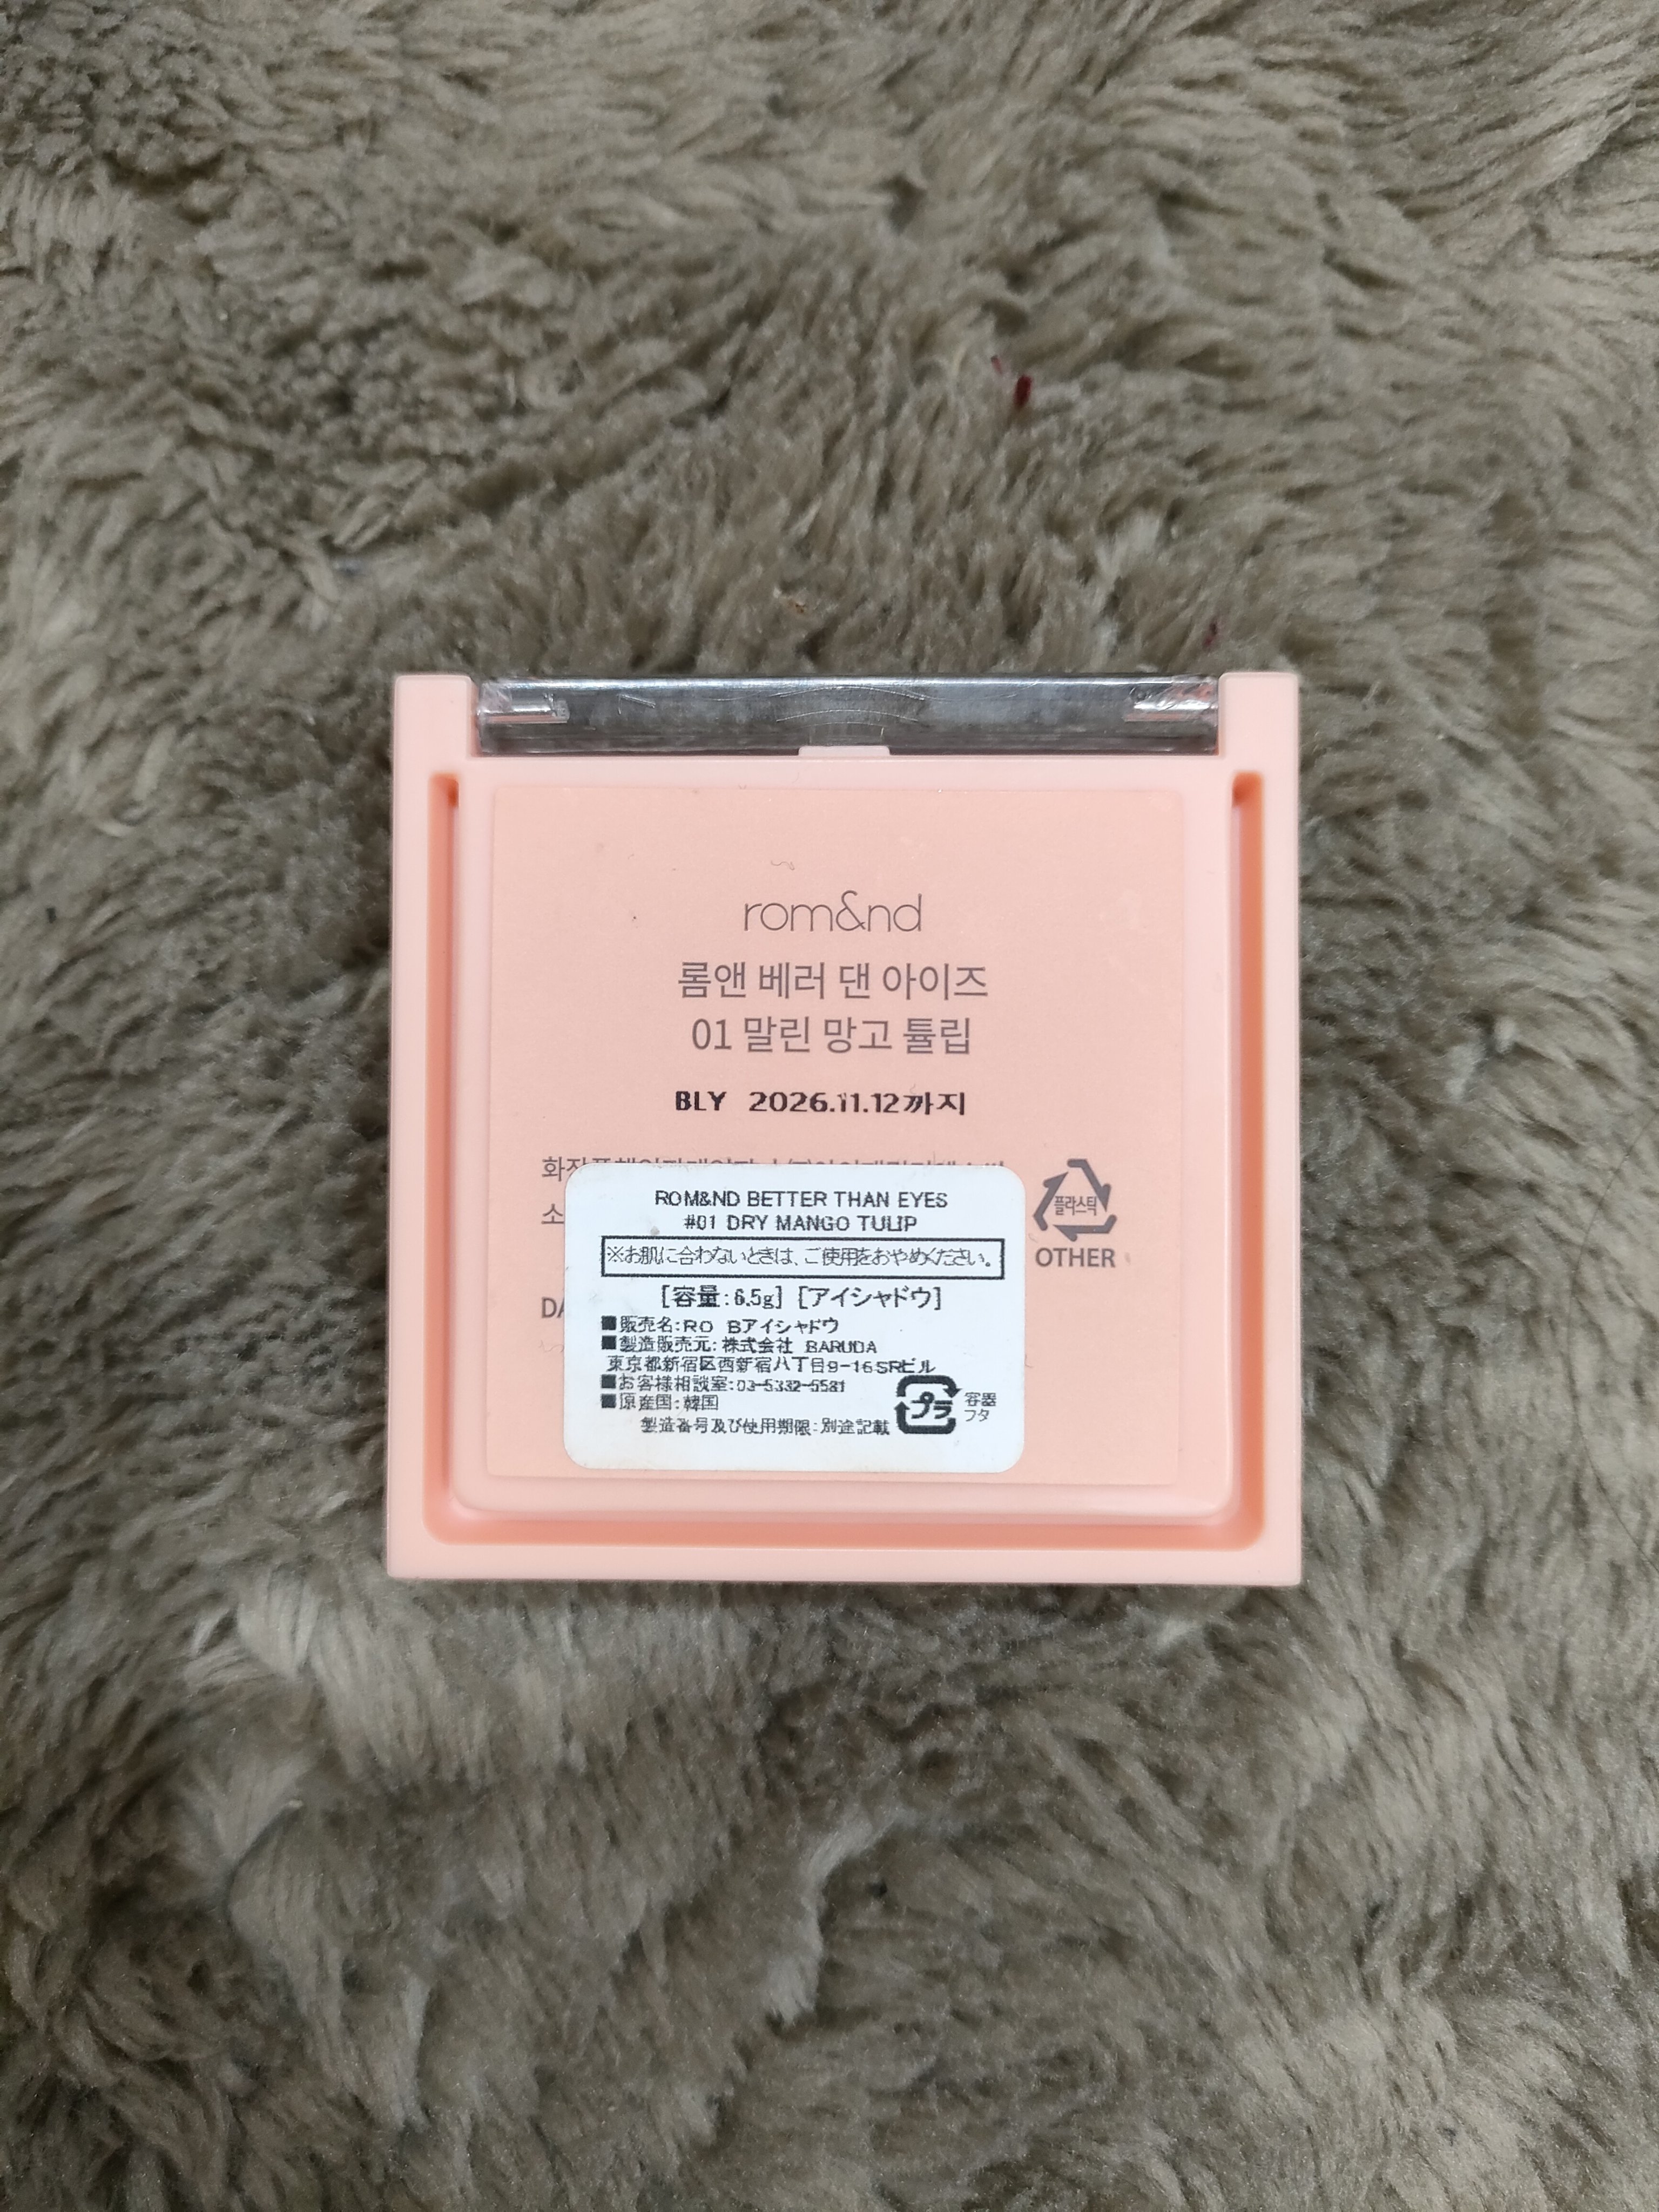 rom&nd
롬앤 베러 댄 아이즈
01 말린 망고 튤립
BLY 2026.11.12까지
플라스틱
OTHER
ROM&ND BETTER THAN EYES
#01 DRY MANGO TULIP
※お肌に合わないときは、ご使用をおやめください。
[容量:6.5g] [アイシャドウ]
■販売名:RO Bアイシャドウ
■製造販売元:株式会社 BARUDA
東京都新宿区西新宿八丁目9-16SRビル
■お客様相談室:03-5332-5581
■原産国:韓国
製造番号及び使用期限:別途記載
プラ
容器
フタ